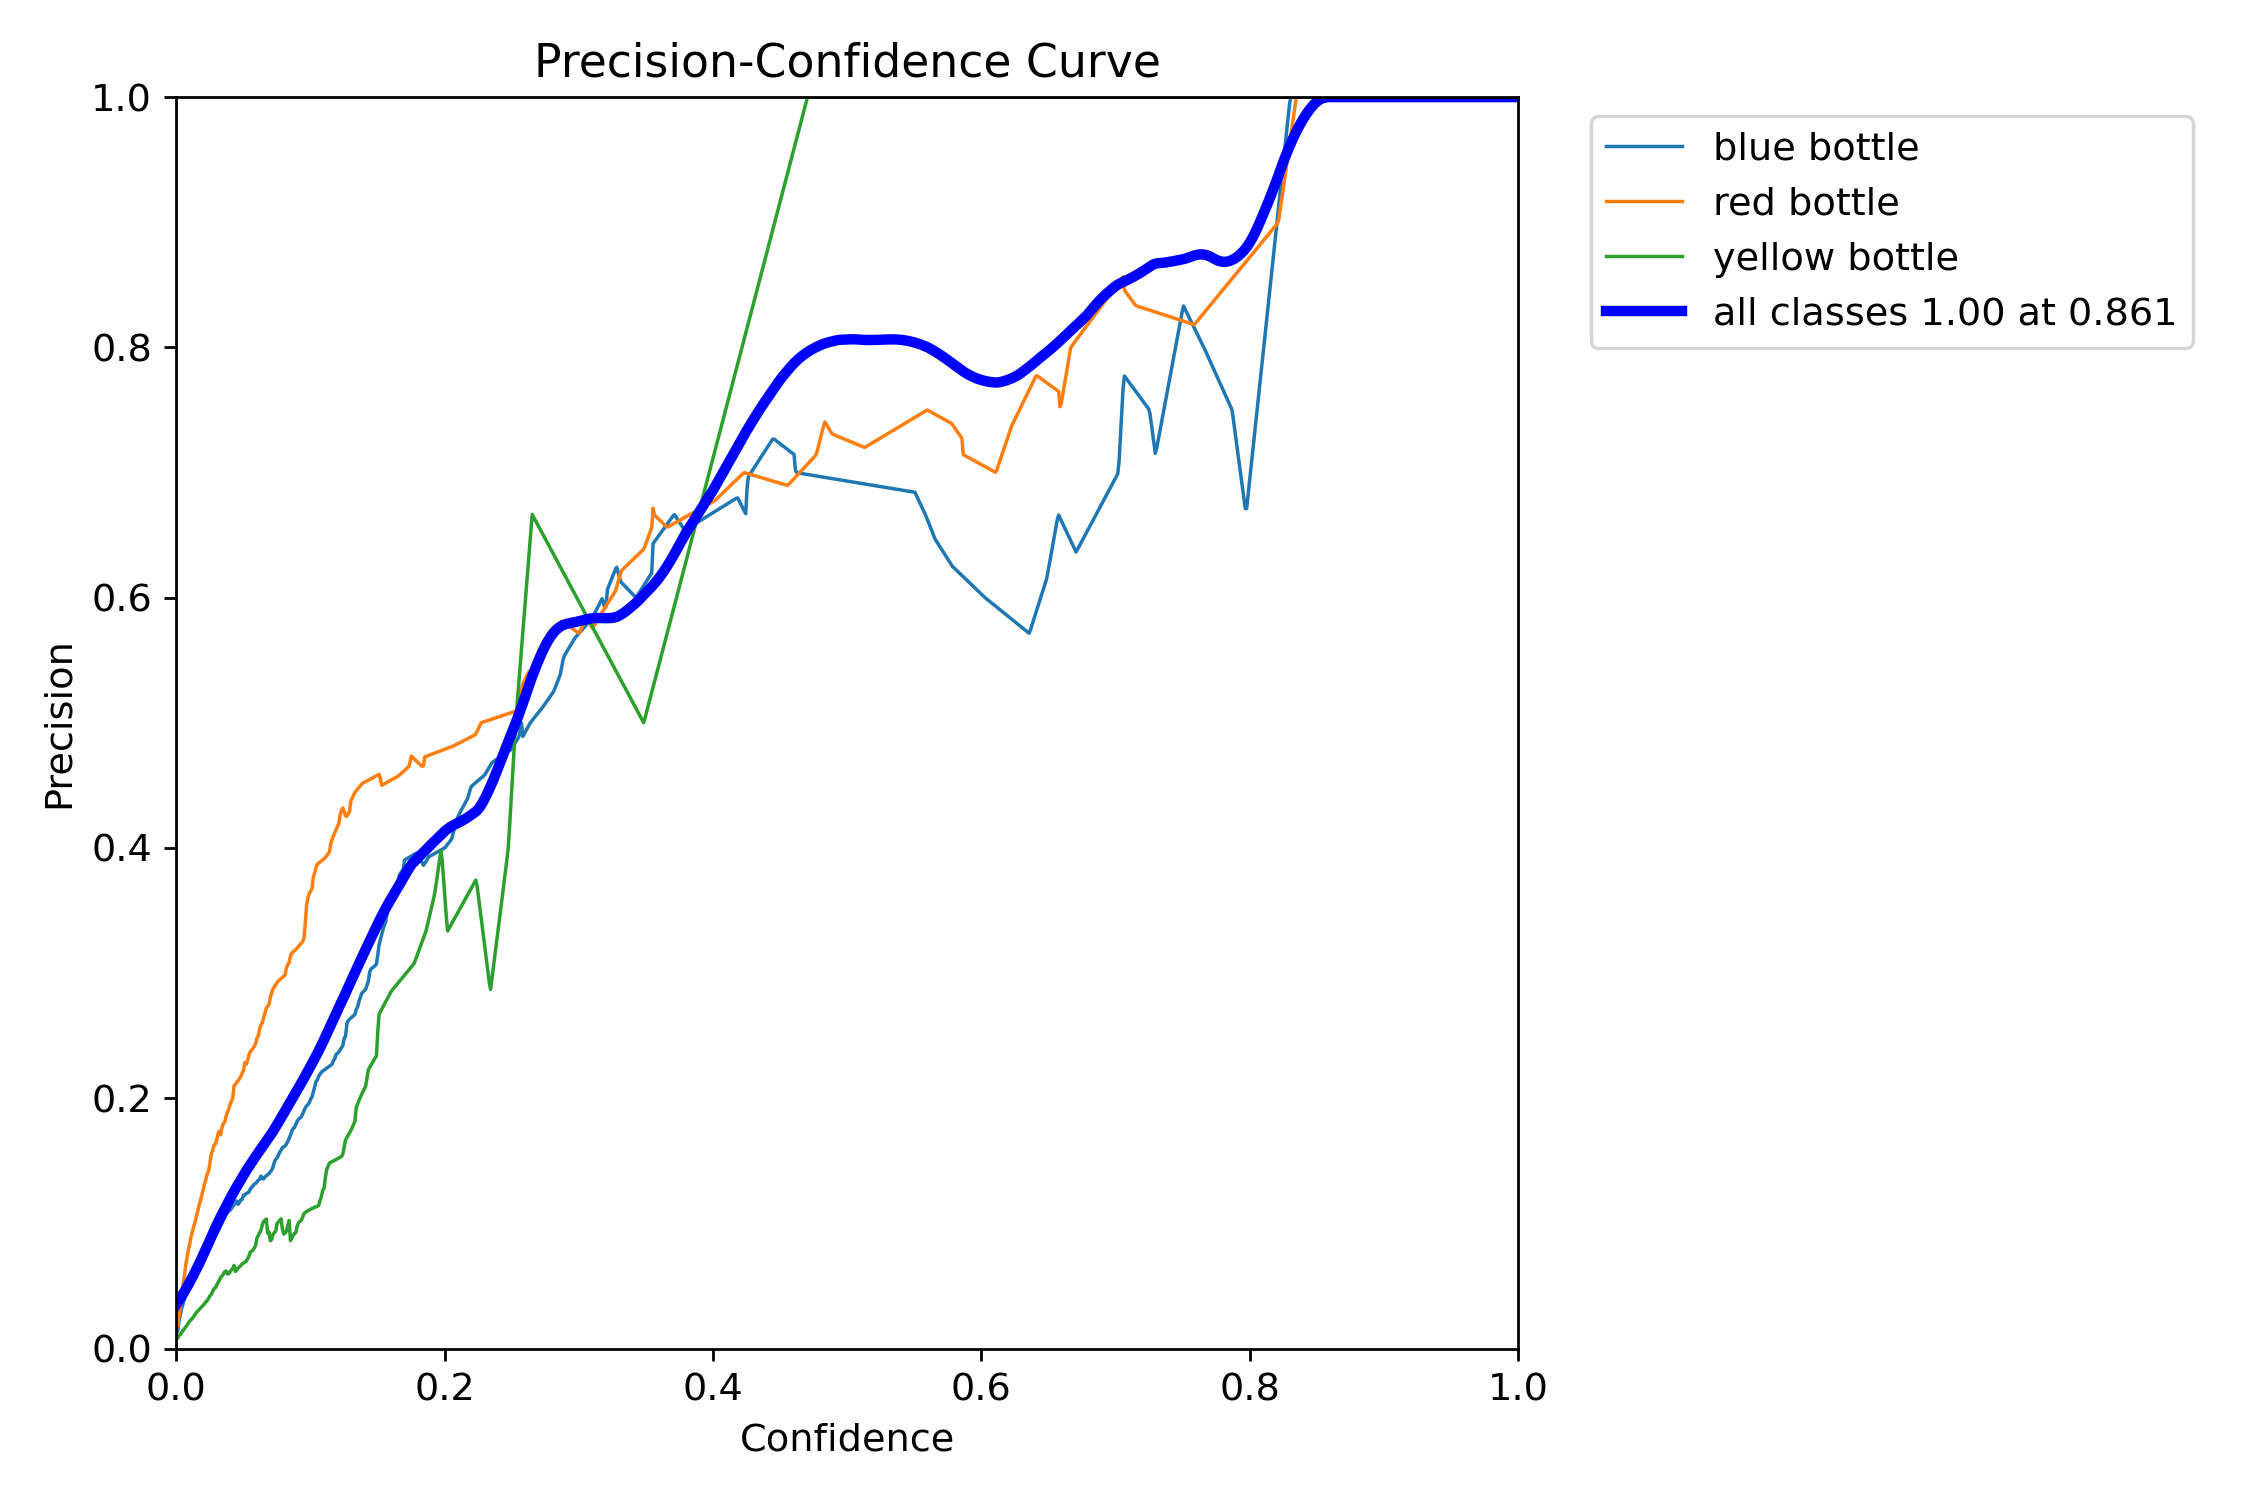 Precision-Confidence Curve
1.0
0.8
0.6
0.4
0.2
0.0
Precision
0.0 0.2 0.4 0.6 0.8 1.0
Confidence
blue bottle
red bottle
yellow bottle
all classes 1.00 at 0.861